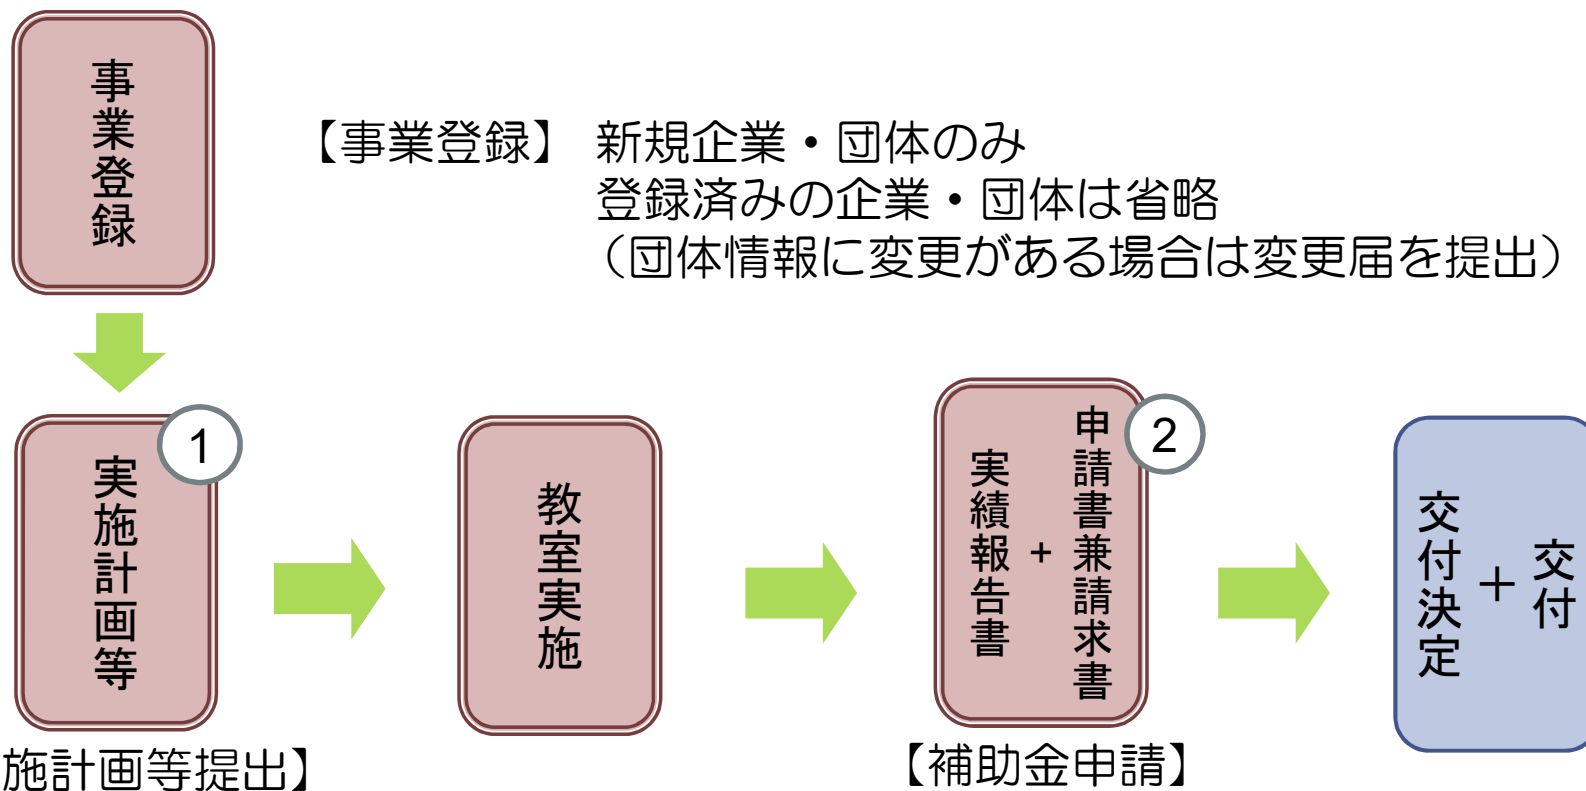 事業登録
【事業登録】 新規企業・団体のみ
登録済みの企業・団体は省略
（団体情報に変更がある場合は変更届を提出）
1
実施計画等
教室実施
2
申請書兼請求書
+
実績報告書
交付
＋
交付決定
施計画等提出】
【補助金申請】